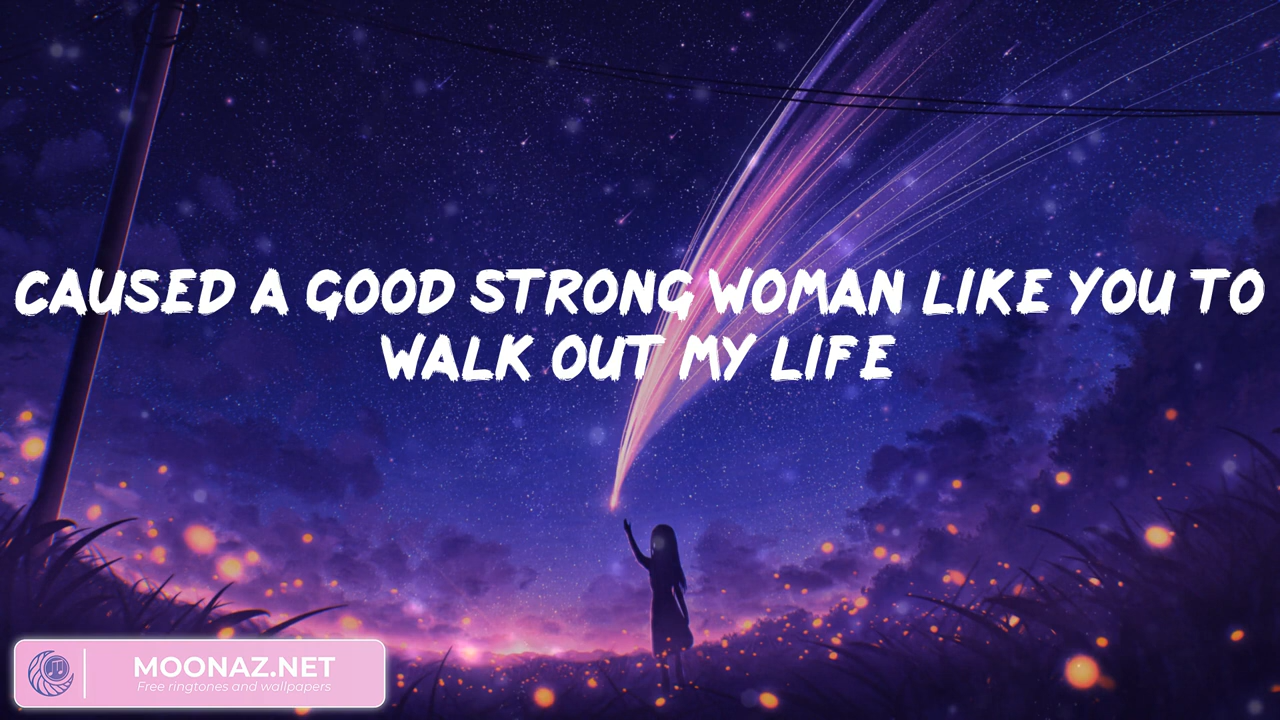 CAUSED A GOOD STRONG WOMAN LIKE YOU TO
WALK OUT MY LIFE
MOONAZ.NET
Free ringtones and wallpapers